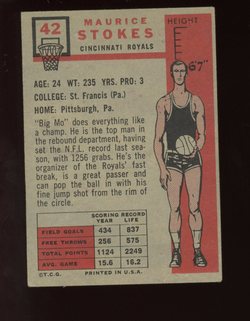 42
MAURICE
STOKES
CINCINNATI ROYALS
HEIGHT
6'7"
AGE: 24 WT: 235 YRS. PRO: 3
COLLEGE: St. Francis (Pa.)
HOME: Pittsburgh, Pa.
"Big Mo" does everything like
a champ. He is the top man in
the rebound department, having
set the N.F.L. record last sea-
son, with 1256 grabs. He's the
organizer of the Royals' fast
break, is a great passer and
can pop the ball in with his
fine jump shot from the rim of
the circle.
SCORING RECORD
YEAR LIFE
FIELD GOALS 434 837
FREE THROWS 256 575
TOTAL POINTS 1124 2249
AVG. GAME 15.6 16.2
©T.C.G. PRINTED IN U.S.A.